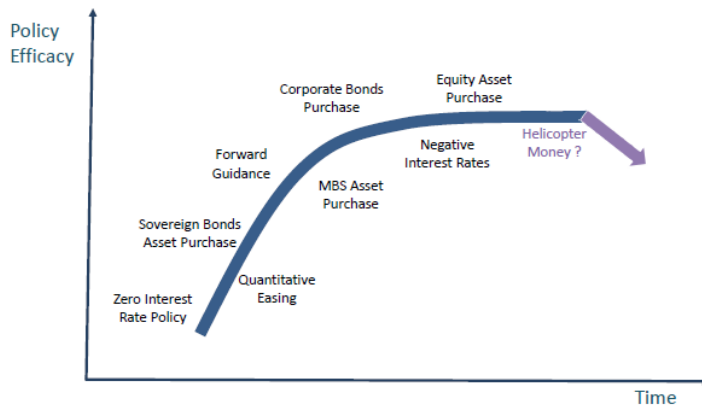 Policy
Efficacy
Equity Asset
Purchase
Corporate Bonds
Purchase
Helicopter
Money ?
Negative
Interest Rates
Forward
Guidance
MBS Asset
Purchase
Sovereign Bonds
Asset Purchase
Quantitative
Easing
Zero Interest
Rate Policy
Time